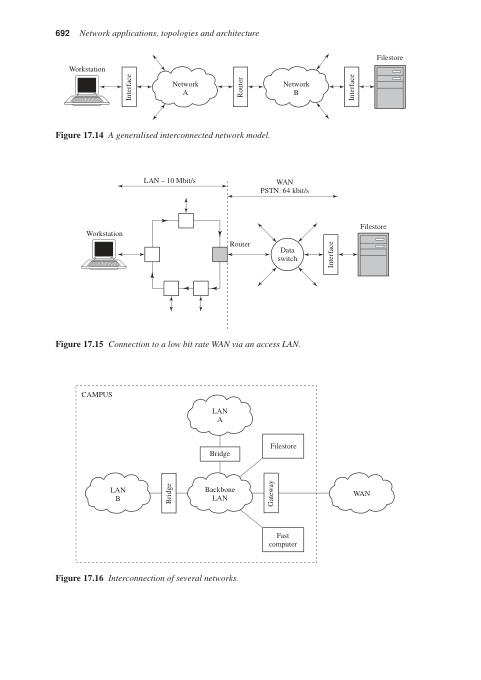 692 Network applications, topologies and architecture
Filestore
Workstation
Interface
Network
A
Router
Network
B
Interface
Figure 17.14 A generalised interconnected network model.
LAN – 10 Mbit/s
WAN
PSTN: 64 kbit/s
Workstation
Router
Data
switch
Interface
Filestore
Figure 17.15 Connection to a low bit rate WAN via an access LAN.
CAMPUS
LAN
A
Bridge
Filestore
LAN
B
Bridge
Backbone
LAN
Gateway
WAN
Fast
computer
Figure 17.16 Interconnection of several networks.